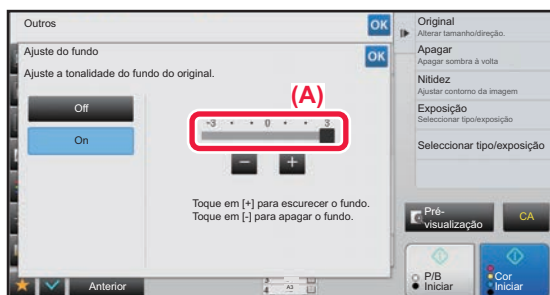 Outros
OK
Ajuste do fundo
OK
Ajuste a tonalidade do fundo do original.
(A)
Off
On
-3 • • 0 • • 3
− +
Toque em [+] para escurecer o fundo.
Toque em [-] para apagar o fundo.
Anterior
A3
4
Original
Alterar tamanho/direção.
Apagar
Apagar sombra à volta
Nitidez
Ajustar contorno da imagem
Exposição
Seleccionar tipo/exposição
Seleccionar tipo/exposição
Pré-
visualização
CA
P/B
Iniciar
Cor
Iniciar